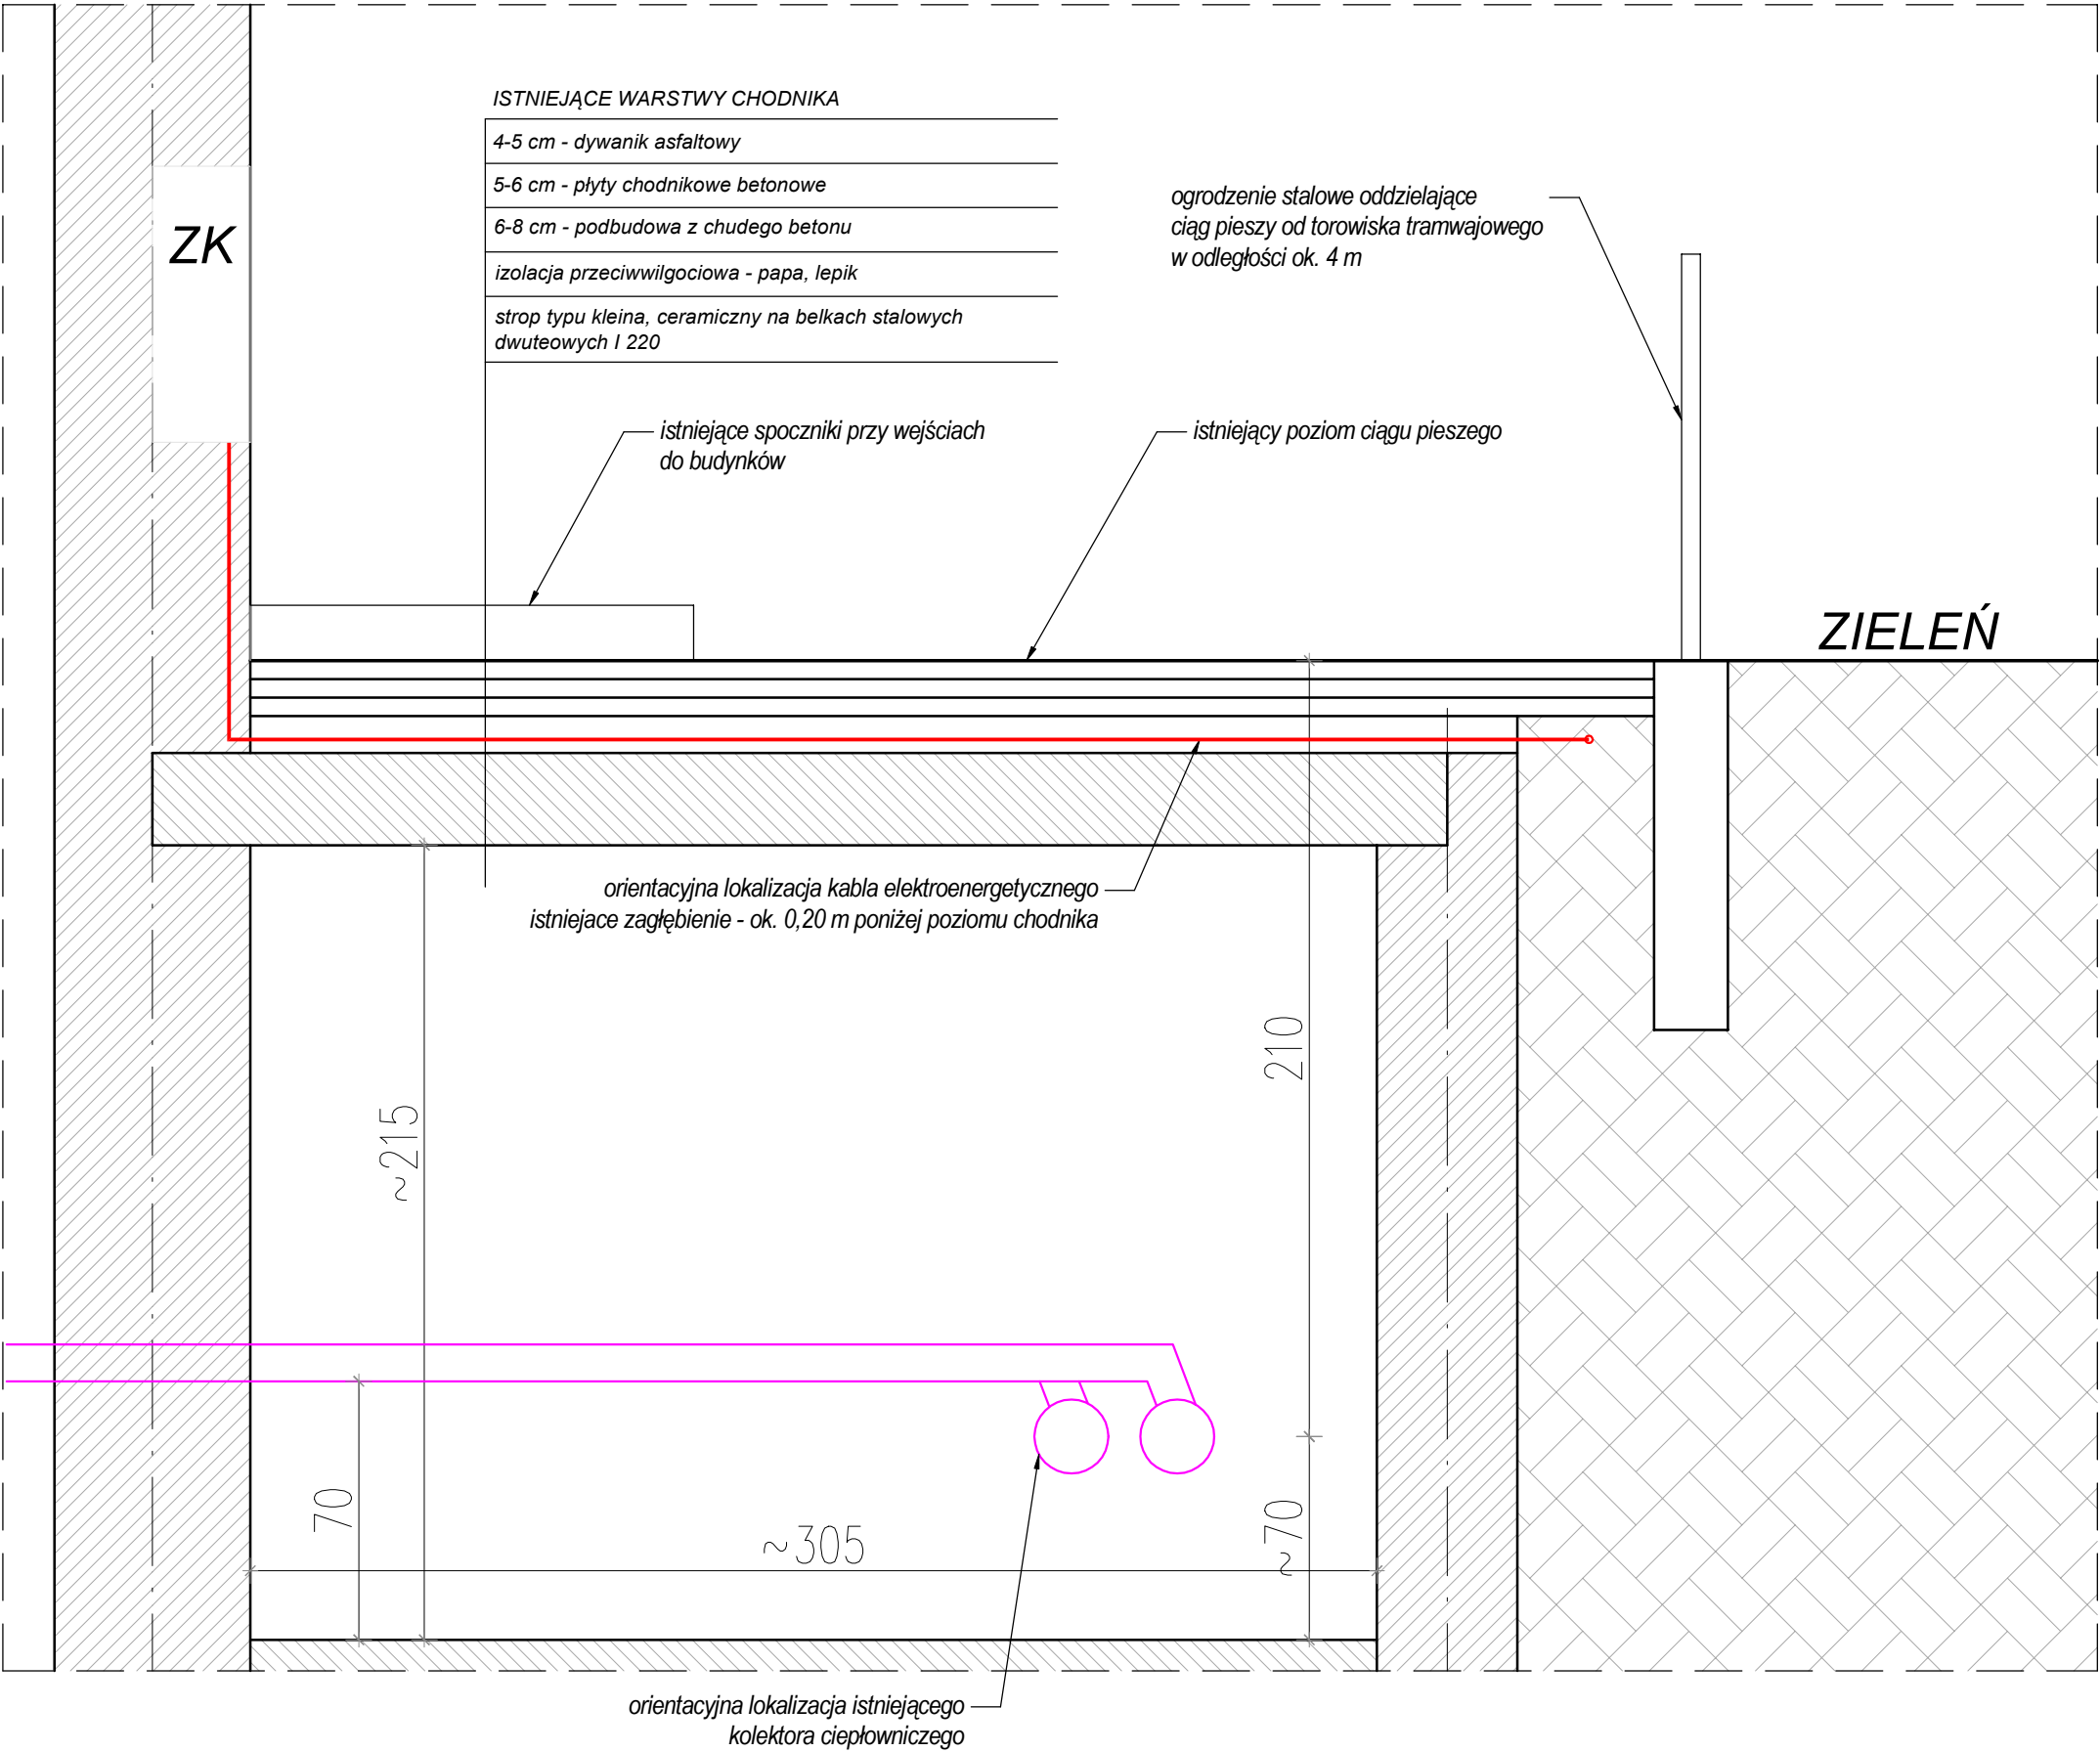 ISTNIEJĄCE WARSTWY CHODNIKA
4-5 cm - dywanik asfaltowy
5-6 cm - płyty chodnikowe betonowe
6-8 cm - podbudowa z chudego betonu
izolacja przeciwwilgociowa - papa, lepik
strop typu kleina, ceramiczny na belkach stalowych
dwuteowych I 220
ogrodzenie stalowe oddzielające
ciąg pieszy od torowiska tramwajowego
w odległości ok. 4 m
ZK
istniejące spoczniki przy wejściach
do budynków
istniejący poziom ciągu pieszego
ZIELEŃ
orientacyjna lokalizacja kabla elektroenergetycznego
istniejace zagłębienie - ok. 0,20 m poniżej poziomu chodnika
210
~215
70
~305
~70
orientacyjna lokalizacja istniejącego
kolektora ciepłowniczego